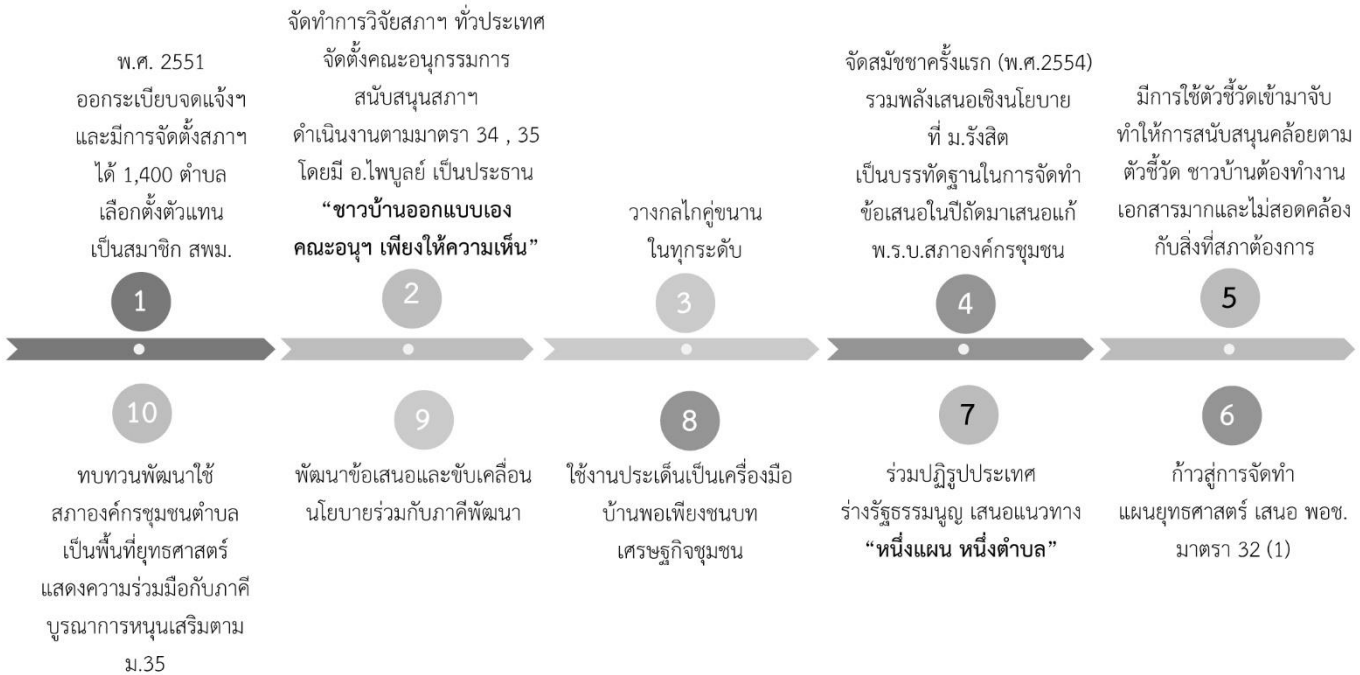 พ.ศ. 2551
ออกระเบียบจดแจ้งฯ
และมีการจัดตั้งสภาฯ
ได้ 1,400 ตำบล
เลือกตั้งตัวแทน
เป็นสมาชิก สพม.
1
จัดทำการวิจัยสภาฯ ทั่วประเทศ
จัดตั้งคณะอนุกรรมการ
สนับสนุนสภาฯ
ดำเนินงานตามมาตรา 34 , 35
โดยมี อ.ไพบูลย์ เป็นประธาน
“ชาวบ้านออกแบบเอง
คณะอนุฯ เพียงให้ความเห็น”
2
วางกลไกคู่ขนาน
ในทุกระดับ
3
จัดสมัชชาครั้งแรก (พ.ศ.2554)
รวมพลังเสนอเชิงนโยบาย
ที่ ม.รังสิต
เป็นบรรทัดฐานในการจัดทำ
ข้อเสนอในปีถัดมาเสนอแก้
พ.ร.บ.สภาองค์กรชุมชน
4
มีการใช้ตัวชี้วัดเข้ามาจับ
ทำให้การสนับสนุนคล้อยตาม
ตัวชี้วัด ชาวบ้านต้องทำงาน
เอกสารมากและไม่สอดคล้อง
กับสิ่งที่สภาต้องการ
5
10
ทบทวนพัฒนาใช้
สภาองค์กรชุมชนตำบล
เป็นพื้นที่ยุทธศาสตร์
แสดงความร่วมมือกับภาคี
บูรณาการหนุนเสริมตาม
ม.35
9
พัฒนาข้อเสนอและขับเคลื่อน
นโยบายร่วมกับภาคีพัฒนา
8
ใช้งานประเด็นเป็นเครื่องมือ
บ้านพอเพียงชนบท
เศรษฐกิจชุมชน
7
ร่วมปฏิรูปประเทศ
ร่างรัฐธรรมนูญ เสนอแนวทาง
“หนึ่งแผน หนึ่งตำบล”
6
ก้าวสู่การจัดทำ
แผนยุทธศาสตร์ เสนอ พอช.
มาตรา 32 (1)